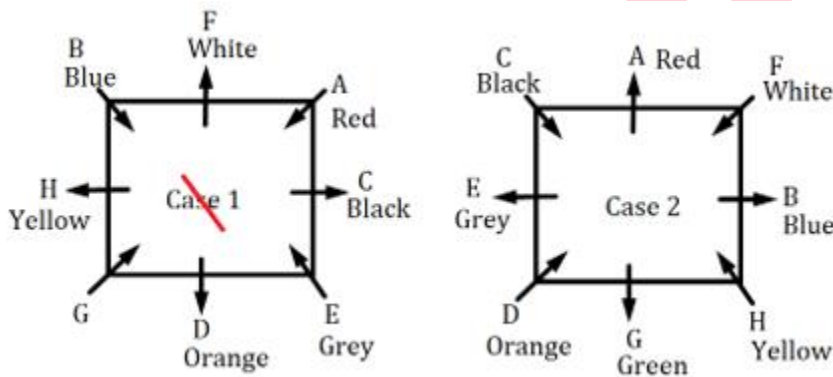 F
White
B
Blue
A
Red
H
Yellow
Case 1
C
Black
G
D
Orange
E
Grey
A Red
C
Black
F
White
E
Grey
Case 2
B
Blue
D
Orange
G
Green
H
Yellow